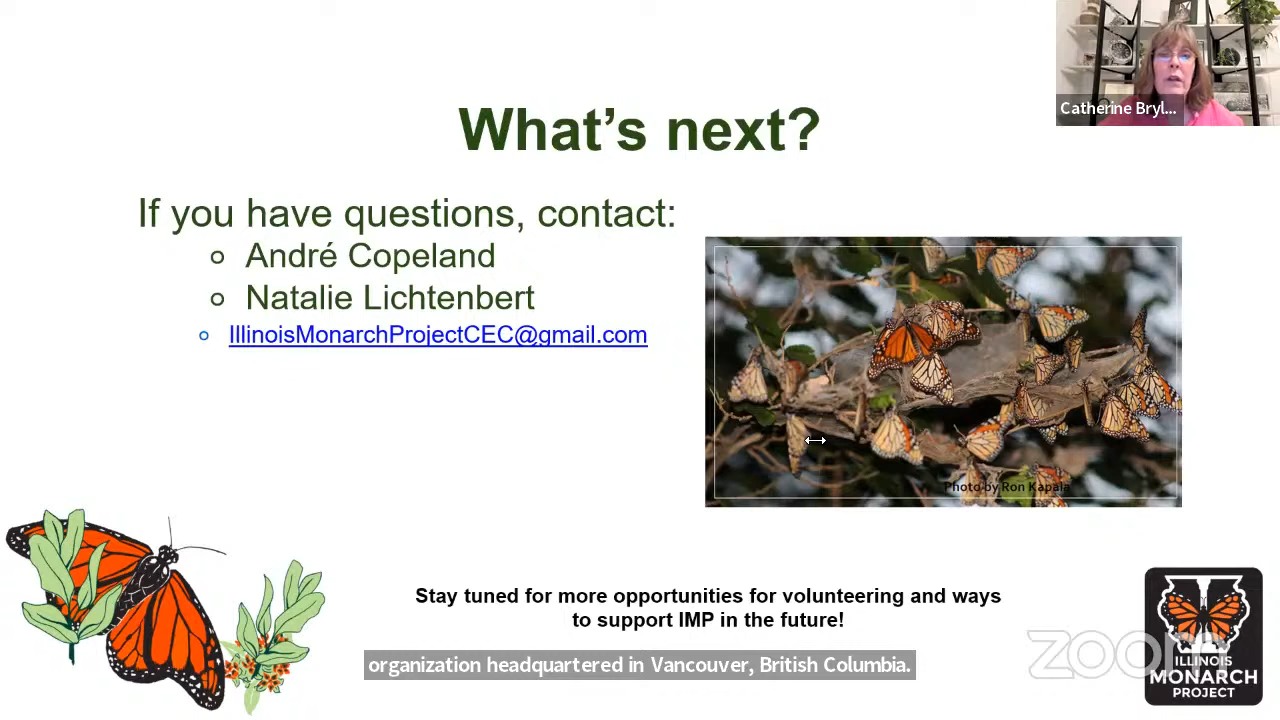 Catherine Bryl...
What's next?
If you have questions, contact:
André Copeland
Natalie Lichtenbert
IllinoisMonarchProjectCEC@gmail.com
Photo by Ron Kapala
Stay tuned for more opportunities for volunteering and ways
to support IMP in the future!
organization headquartered in Vancouver, British Columbia.
zoom
ILLINOIS
MONARCH
PROJECT